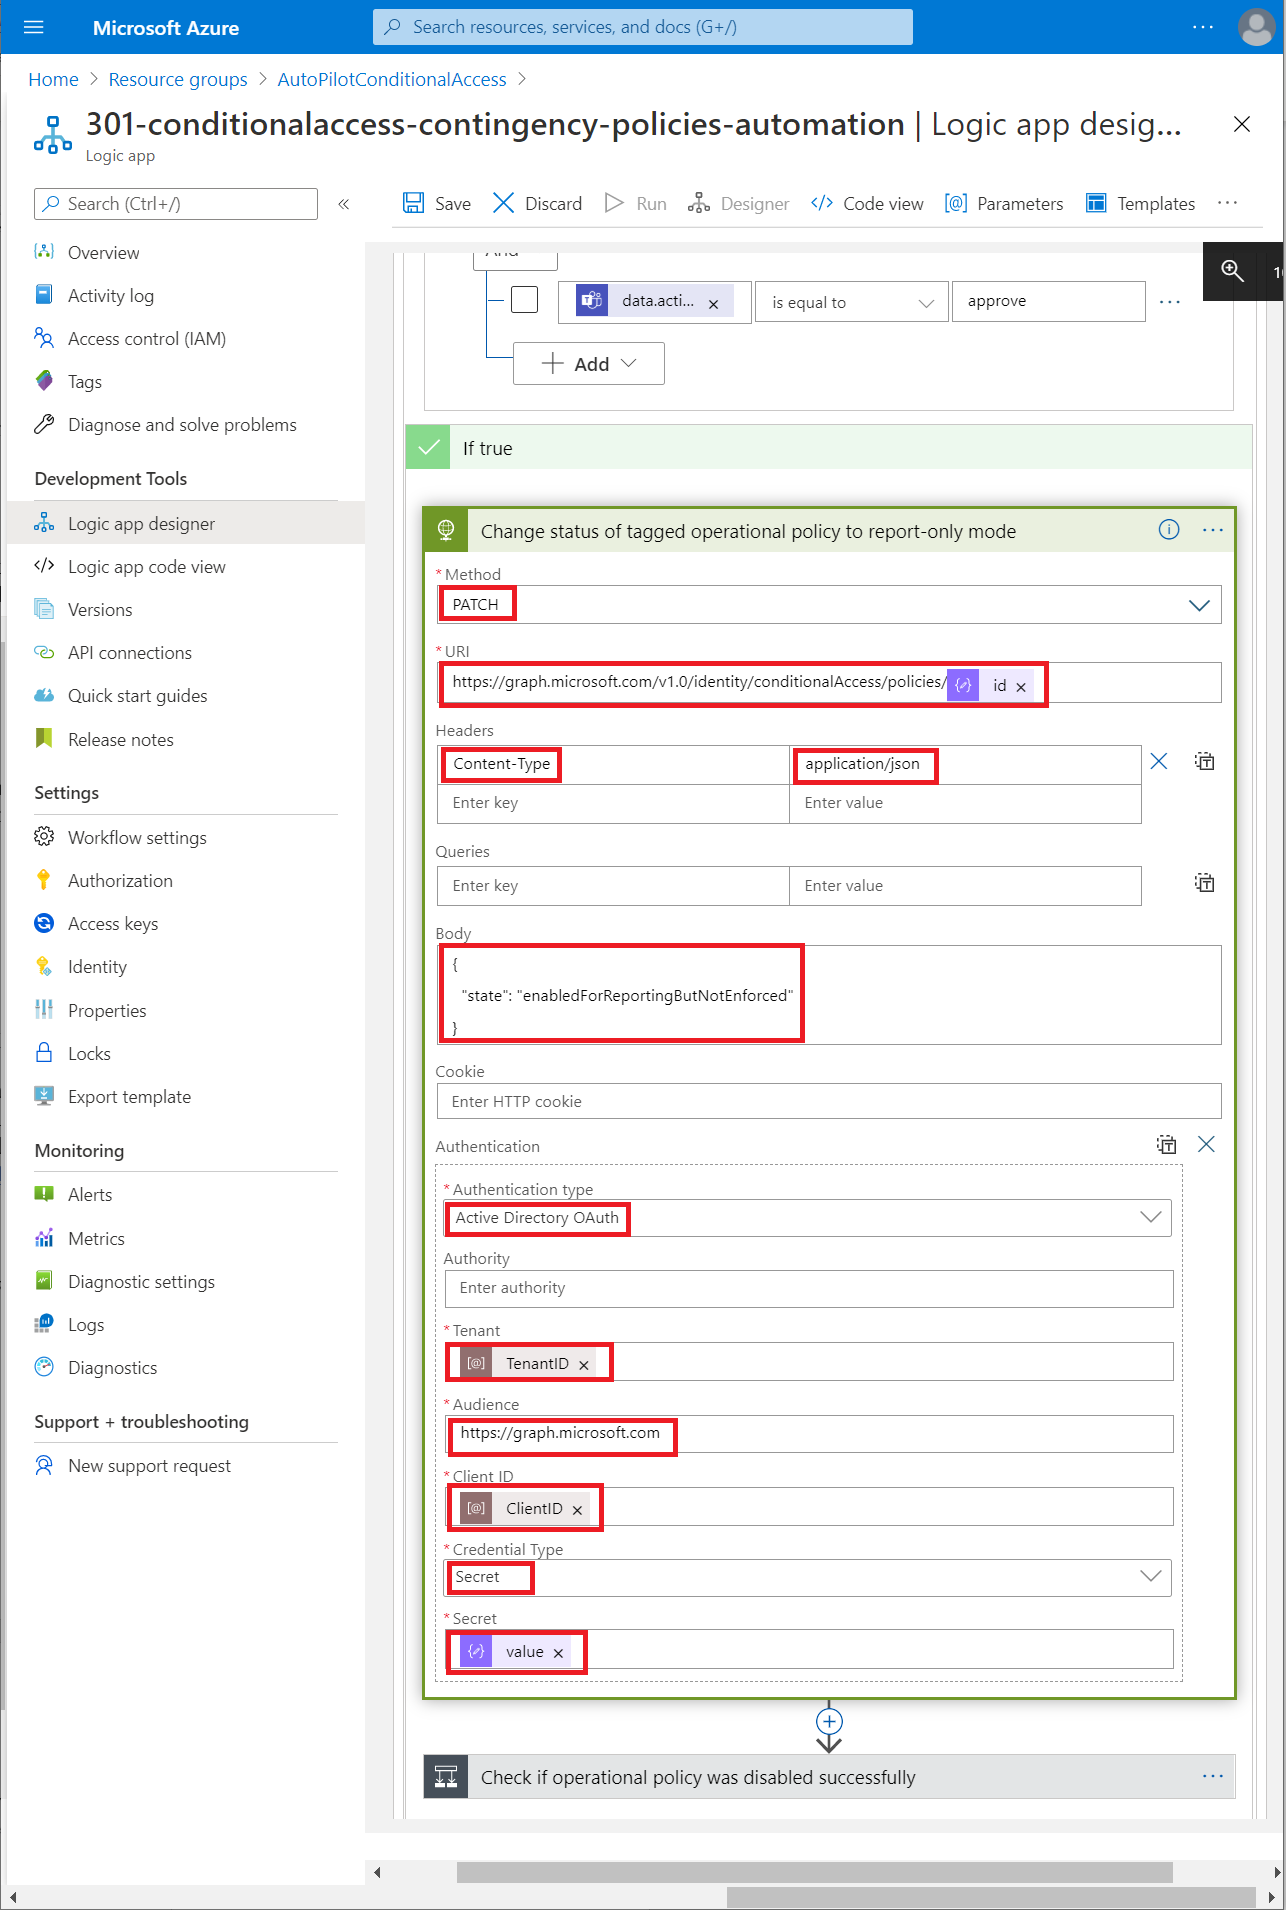 Microsoft Azure
Search resources, services, and docs (G+/)
Home > Resource groups > AutoPilotConditionalAccess >
301-conditionalaccess-contingency-policies-automation | Logic app desig...
Logic app
Search (Ctrl+/)
Save
Discard
Run
Designer
Code view
Parameters
Templates
Overview
Activity log
Access control (IAM)
Tags
Diagnose and solve problems
Development Tools
Logic app designer
Logic app code view
Versions
API connections
Quick start guides
Release notes
Settings
Workflow settings
Authorization
Access keys
Identity
Properties
Locks
Export template
Monitoring
Alerts
Metrics
Diagnostic settings
Logs
Diagnostics
Support + troubleshooting
New support request
data.acti...
is equal to
approve
Add
If true
Change status of tagged operational policy to report-only mode
* Method
PATCH
* URI
https://graph.microsoft.com/v1.0/identity/conditionalAccess/policies/ id
Headers
Content-Type application/json
Enter key Enter value
Queries
Enter key Enter value
Body
{
"state": "enabledForReportingButNotEnforced"
}
Cookie
Enter HTTP cookie
Authentication
* Authentication type
Active Directory OAuth
Authority
Enter authority
* Tenant
TenantID
* Audience
https://graph.microsoft.com
* Client ID
ClientID
* Credential Type
Secret
* Secret
value
Check if operational policy was disabled successfully